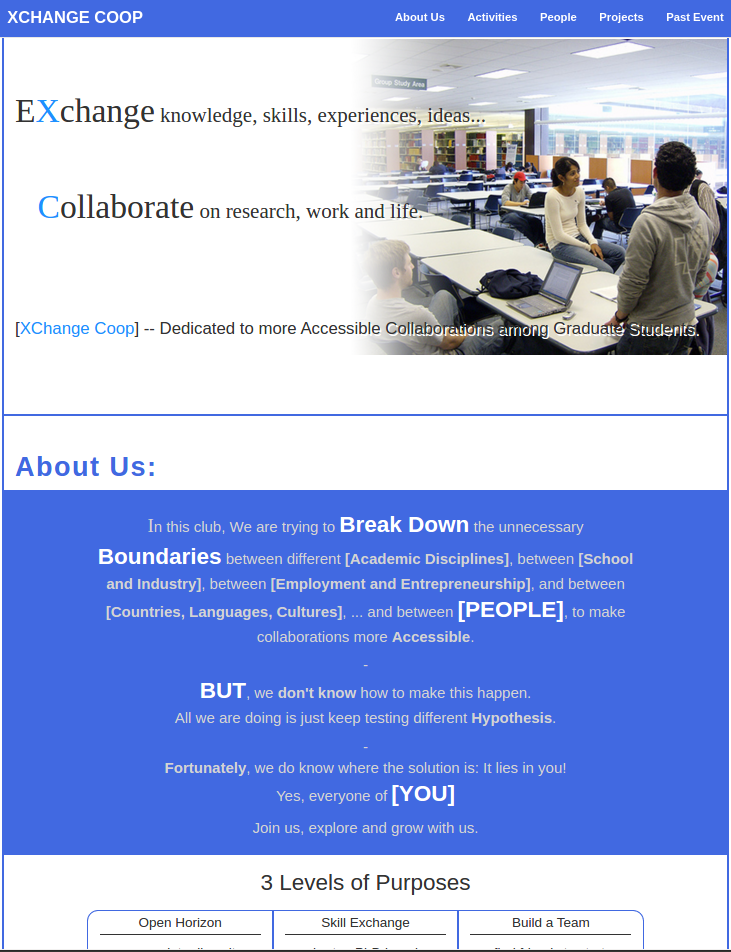 XCHANGE COOP
About Us Activities People Projects Past Event
Group Study Area
EXchange knowledge, skills, experiences, ideas...
Collaborate on research, work and life.
[XChange Coop] -- Dedicated to more Accessible Collaborations among Graduate Students.
About Us:
In this club, We are trying to Break Down the unnecessary
Boundaries between different [Academic Disciplines], between [School
and Industry], between [Employment and Entrepreneurship], and between
[Countries, Languages, Cultures], ... and between [PEOPLE], to make
collaborations more Accessible.
-
BUT, we don't know how to make this happen.
All we are doing is just keep testing different Hypothesis.
-
Fortunately, we do know where the solution is: It lies in you!
Yes, everyone of [YOU]
Join us, explore and grow with us.
3 Levels of Purposes
Open Horizon Skill Exchange Build a Team